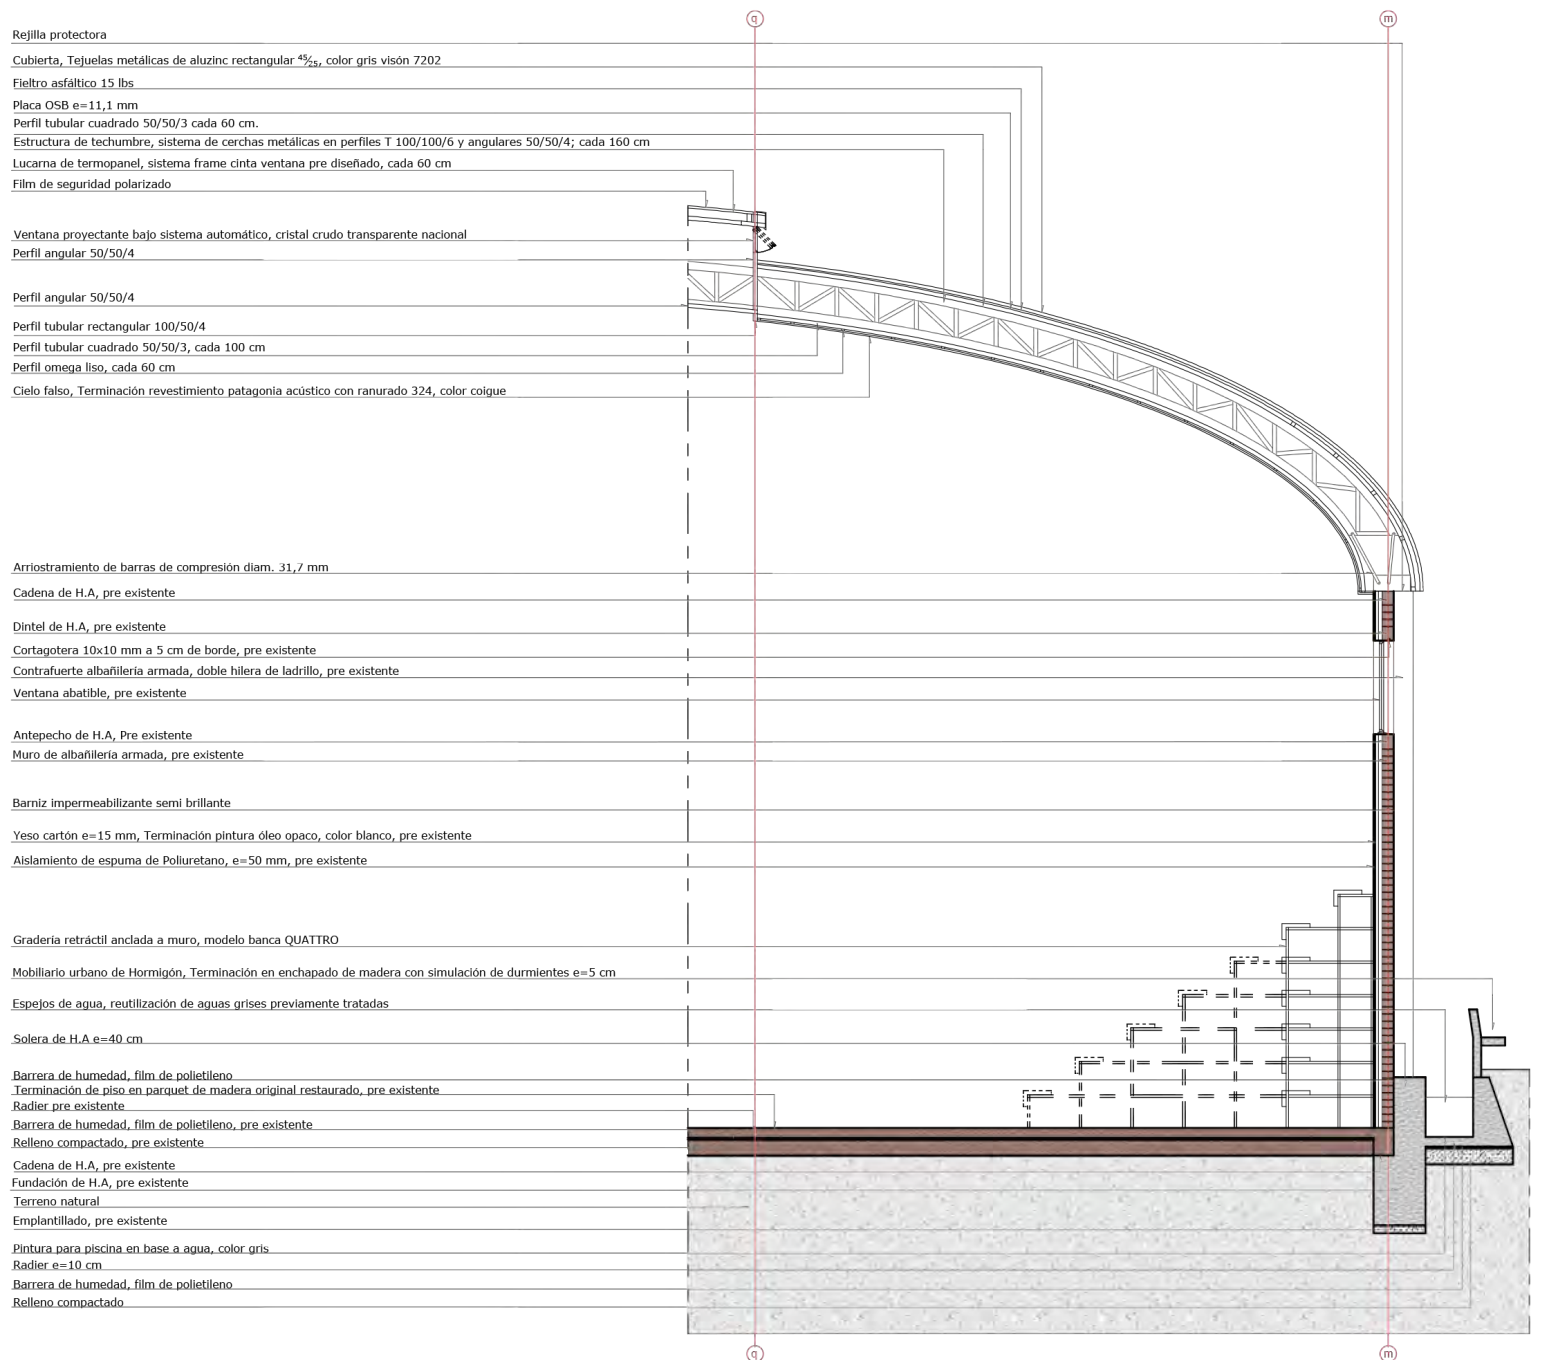 q
m
Rejilla protectora
Cubierta, Tejuelas metálicas de aluzinc rectangular 45⁄25, color gris visón 7202
Fieltro asfáltico 15 lbs
Placa OSB e=11,1 mm
Perfil tubular cuadrado 50/50/3 cada 60 cm.
Estructura de techumbre, sistema de cerchas metálicas en perfiles T 100/100/6 y angulares 50/50/4; cada 160 cm
Lucarna de termopanel, sistema frame cinta ventana pre diseñado, cada 60 cm
Film de seguridad polarizado
Ventana proyectante bajo sistema automático, cristal crudo transparente nacional
Perfil angular 50/50/4
Perfil angular 50/50/4
Perfil tubular rectangular 100/50/4
Perfil tubular cuadrado 50/50/3, cada 100 cm
Perfil omega liso, cada 60 cm
Cielo falso, Terminación revestimiento patagonia acústico con ranurado 324, color coigue
Arriostramiento de barras de compresión diam. 31,7 mm
Cadena de H.A, pre existente
Dintel de H.A, pre existente
Cortagotera 10x10 mm a 5 cm de borde, pre existente
Contrafuerte albañilería armada, doble hilera de ladrillo, pre existente
Ventana abatible, pre existente
Antepecho de H.A, Pre existente
Muro de albañilería armada, pre existente
Barniz impermeabilizante semi brillante
Yeso cartón e=15 mm, Terminación pintura óleo opaco, color blanco, pre existente
Aislamiento de espuma de Poliuretano, e=50 mm, pre existente
Gradería retráctil anclada a muro, modelo banca QUATTRO
Mobiliario urbano de Hormigón, Terminación en enchapado de madera con simulación de durmientes e=5 cm
Espejos de agua, reutilización de aguas grises previamente tratadas
Solera de H.A e=40 cm
Barrera de humedad, film de polietileno
Terminación de piso en parquet de madera original restaurado, pre existente
Radier pre existente
Barrera de humedad, film de polietileno, pre existente
Relleno compactado, pre existente
Cadena de H.A, pre existente
Fundación de H.A, pre existente
Terreno natural
Emplantillado, pre existente
Pintura para piscina en base a agua, color gris
Radier e=10 cm
Barrera de humedad, film de polietileno
Relleno compactado
q
m